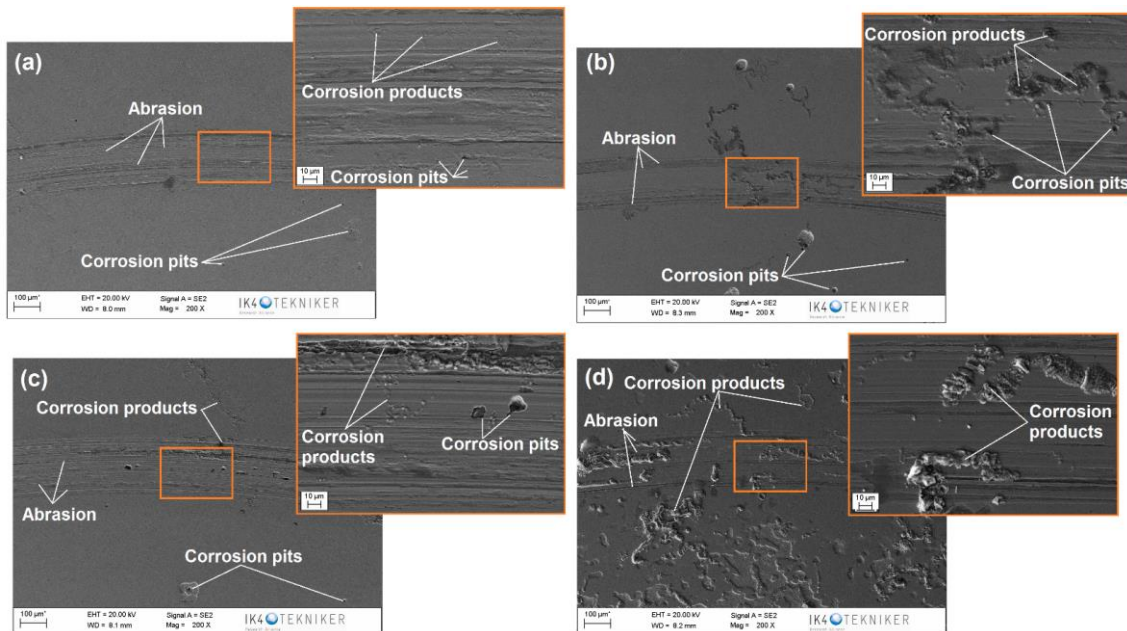 (a)
Abrasion
Corrosion products
Corrosion pits
10 µm
Corrosion pits
100 µm*
EHT = 20.00 kV
WD = 8.0 mm
Signal A = SE2
Mag = 200 X
IK4 TEKNIKER
(b)
Abrasion
Corrosion products
Corrosion pits
10 µm
Corrosion pits
100 µm*
EHT = 20.00 kV
WD = 8.3 mm
Signal A = SE2
Mag = 200 X
IK4 TEKNIKER
(c)
Corrosion products
Abrasion
Corrosion
products
Corrosion pits
10 µm
Corrosion pits
100 µm*
EHT = 20.00 kV
WD = 8.1 mm
Signal A = SE2
Mag = 200 X
IK4 TEKNIKER
(d)
Corrosion products
Abrasion
Corrosion
products
10 µm
100 µm*
EHT = 20.00 kV
WD = 8.2 mm
Signal A = SE2
Mag = 200 X
IK4 TEKNIKER